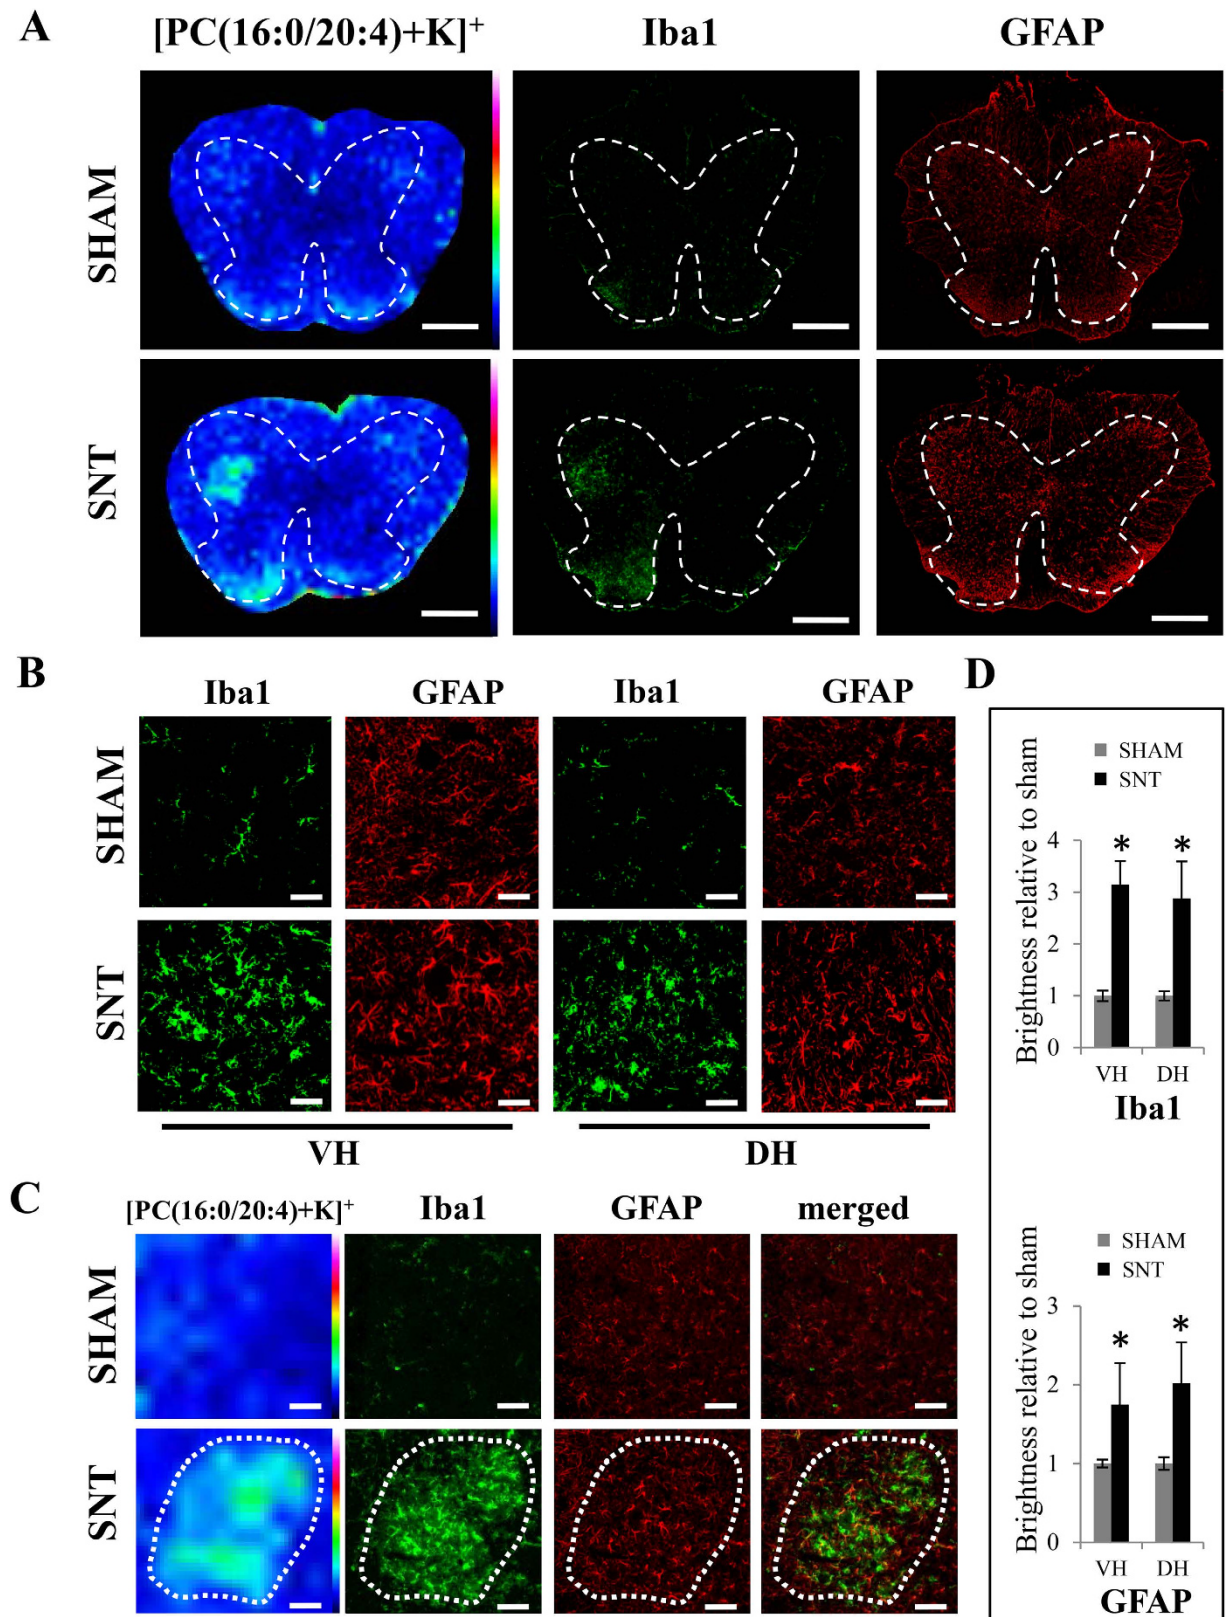 A
[PC(16:0/20:4)+K]⁺ Iba1 GFAP
SHAM
SNT
B
Iba1 GFAP Iba1 GFAP
SHAM
SNT
VH DH
C
[PC(16:0/20:4)+K]⁺ Iba1 GFAP merged
SHAM
SNT
D
SHAM
SNT
Brightness relative to sham
4
3
2
1
0
* *
VH DH
Iba1
SHAM
SNT
Brightness relative to sham
3
2
1
0
* *
VH DH
GFAP